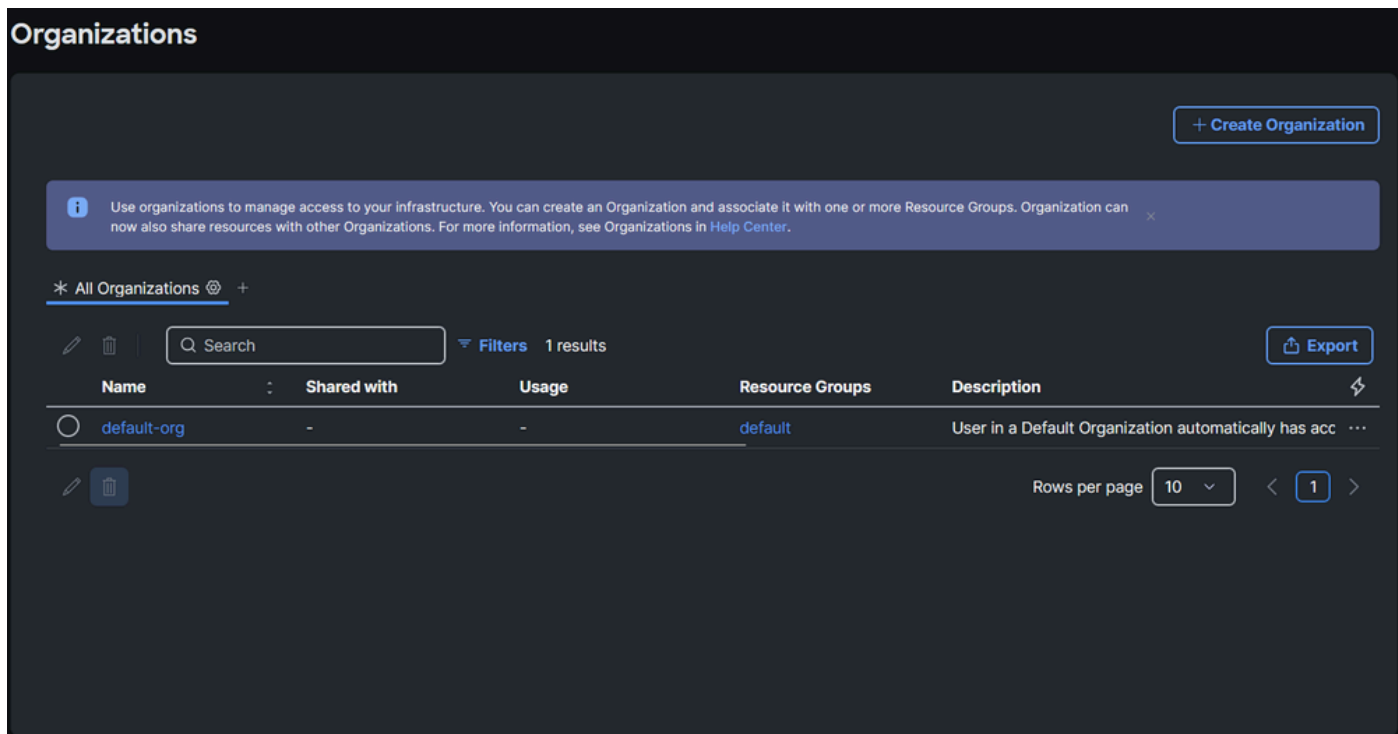 Organizations
+ Create Organization
Use organizations to manage access to your infrastructure. You can create an Organization and associate it with one or more Resource Groups. Organization can
now also share resources with other Organizations. For more information, see Organizations in Help Center.
All Organizations +
Search Filters 1 results Export
Name Shared with Usage Resource Groups Description
default-org - - default User in a Default Organization automatically has acc ...
Rows per page 10 1